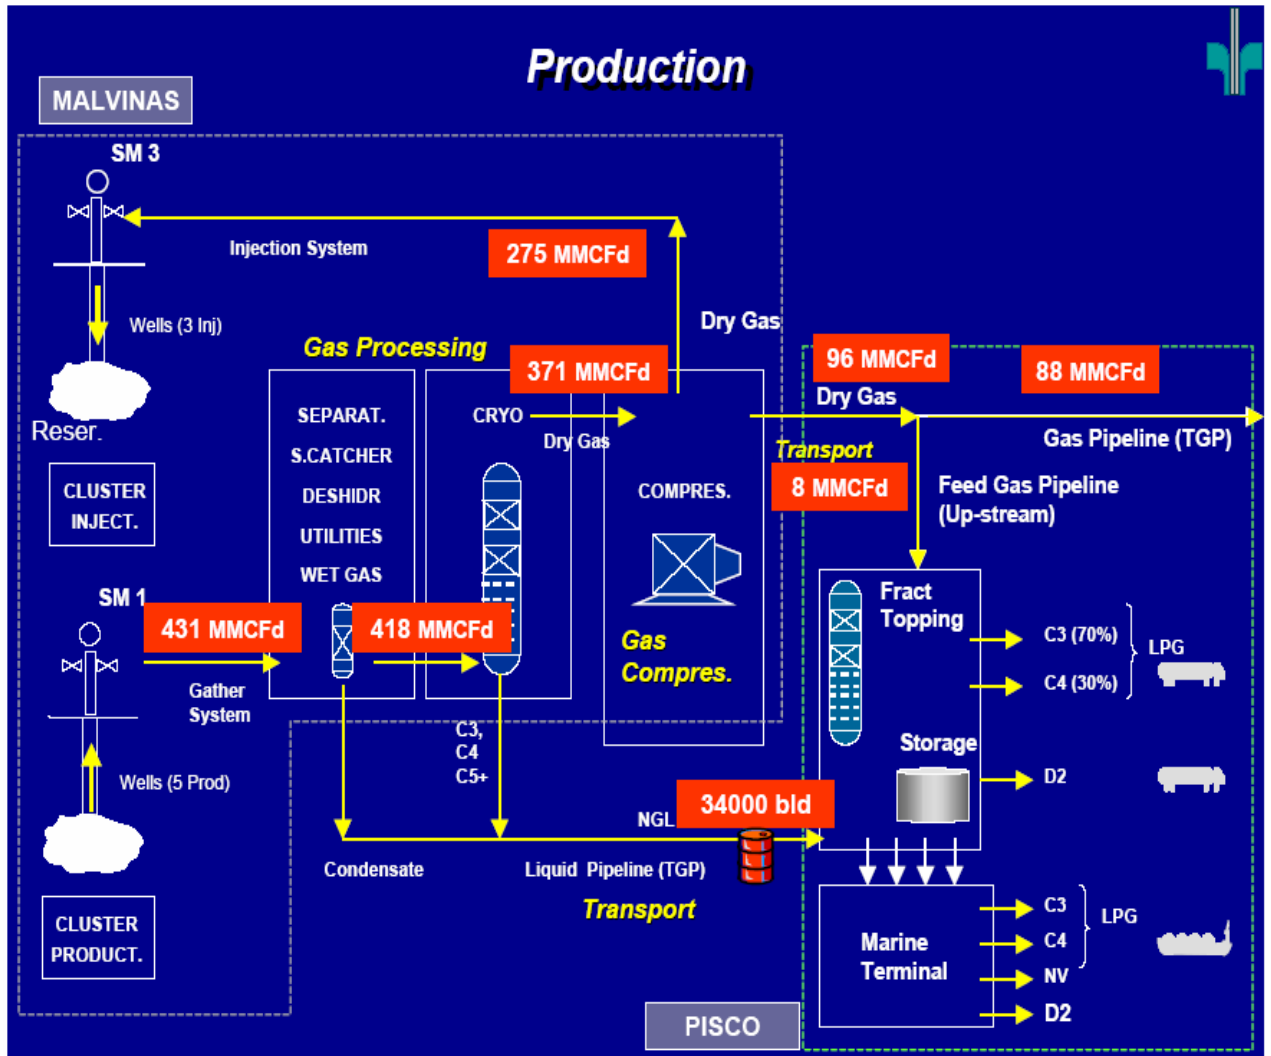 Production
MALVINAS
SM 3
Injection System
275 MMCFd
Wells (3 Inj)
Dry Gas
Gas Processing
371 MMCFd
96 MMCFd
88 MMCFd
Dry Gas
SEPARAT.
CRYO
Dry Gas
Gas Pipeline (TGP)
Reser.
S.CATCHER
Transport
CLUSTER
INJECT.
DESHIDR
COMPRES.
8 MMCFd
Feed Gas Pipeline
(Up-stream)
UTILITIES
WET GAS
SM 1
431 MMCFd
418 MMCFd
Gas
Compres.
Fract
Topping
C3 (70%)
LPG
C4 (30%)
Gather
System
C3,
C4
C5+
Storage
Wells (5 Prod)
D2
34000 bld
NGL
Condensate
Liquid Pipeline (TGP)
Transport
CLUSTER
PRODUCT.
Marine
Terminal
C3
LPG
C4
NV
D2
PISCO